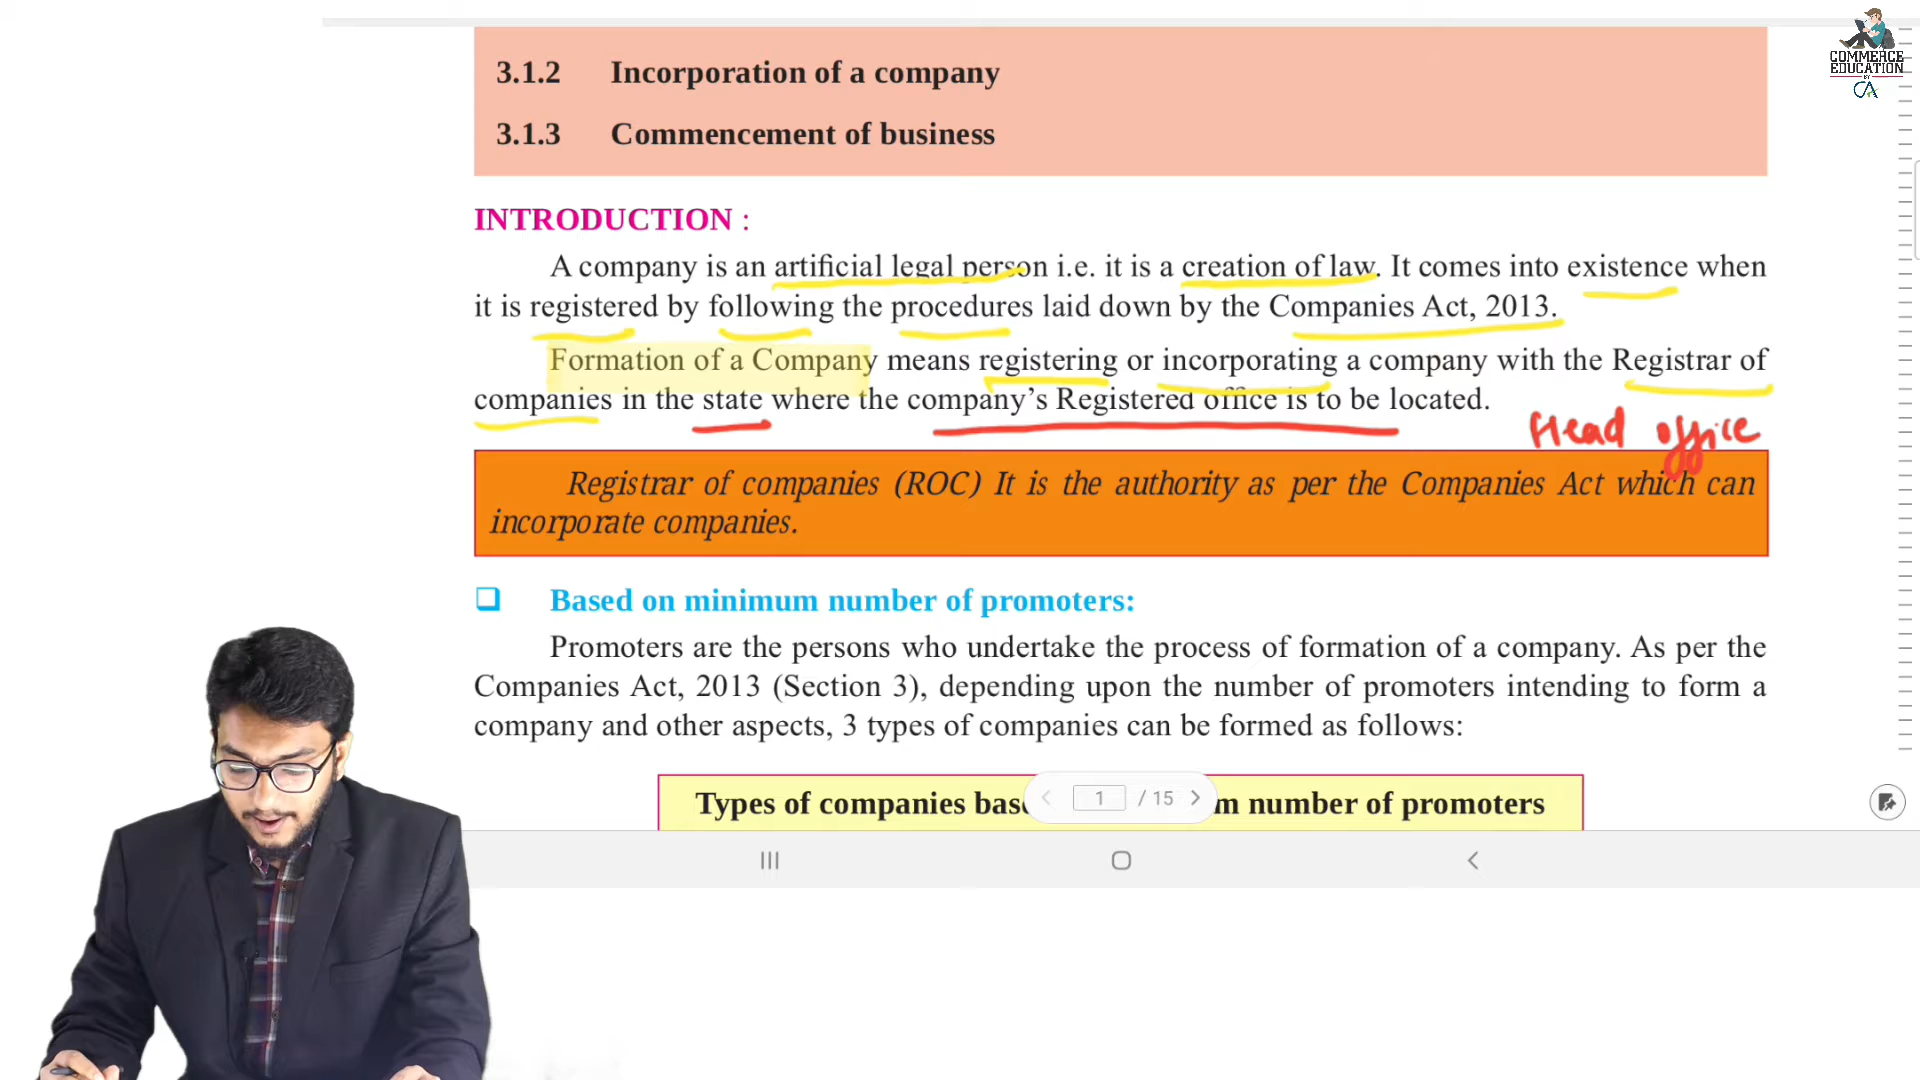 COMMERCE
EDUCATION
BY
CA
3.1.2 Incorporation of a company
3.1.3 Commencement of business
INTRODUCTION :
A company is an artificial legal person i.e. it is a creation of law. It comes into existence when
it is registered by following the procedures laid down by the Companies Act, 2013.
Formation of a Company means registering or incorporating a company with the Registrar of
companies in the state where the company’s Registered office is to be located.
Head office
Registrar of companies (ROC) It is the authority as per the Companies Act which can
incorporate companies.
Based on minimum number of promoters:
Promoters are the persons who undertake the process of formation of a company. As per the
Companies Act, 2013 (Section 3), depending upon the number of promoters intending to form a
company and other aspects, 3 types of companies can be formed as follows:
Types of companies number of promoters
1 / 15